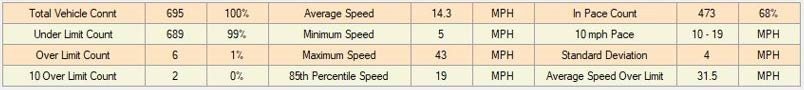 Total Vehicle Connt 695 100% Average Speed 14.3 MPH In Pace Count 473 68%
Under Limit Count 689 99% Minimum Speed 5 MPH 10 mph Pace 10 - 19 MPH
Over Limit Count 6 1% Maximum Speed 43 MPH Standard Deviation 4 MPH
10 Over Limit Count 2 0% 85th Percentile Speed 19 MPH Average Speed Over Limit 31.5 MPH